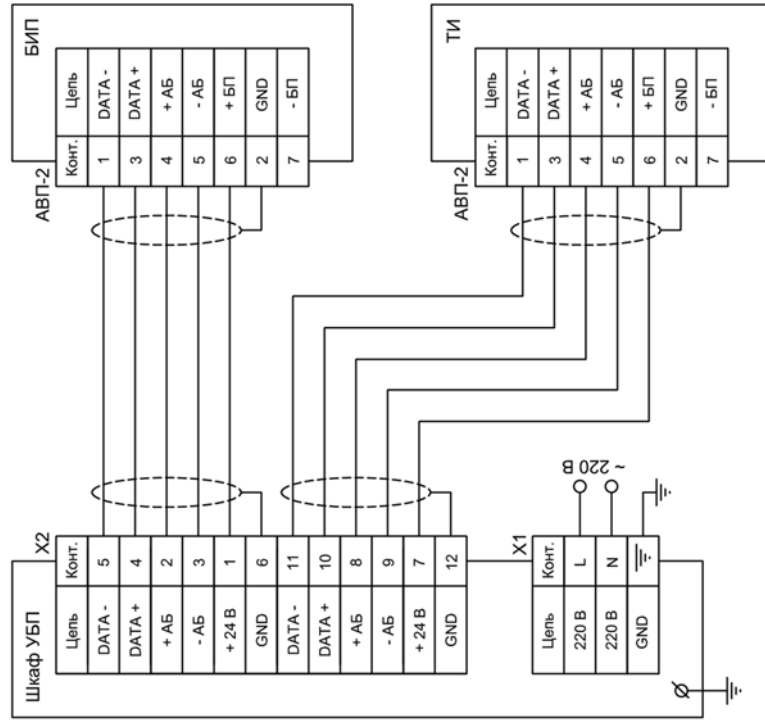 Шкаф УБП
X2
Цепь Конт.
DATA - 5
DATA + 4
+ АБ 2
- АБ 3
+ 24 В 1
GND 6
DATA - 11
DATA + 10
+ АБ 8
- АБ 9
+ 24 В 7
GND 12
X1
Цепь Конт.
220 В L
220 В N
GND
~ 220 В
БИП
АВП-2
Конт. Цепь
1 DATA -
3 DATA +
4 + АБ
5 - АБ
6 + БП
2 GND
7 - БП
ТИ
АВП-2
Конт. Цепь
1 DATA -
3 DATA +
4 + АБ
5 - АБ
6 + БП
2 GND
7 - БП